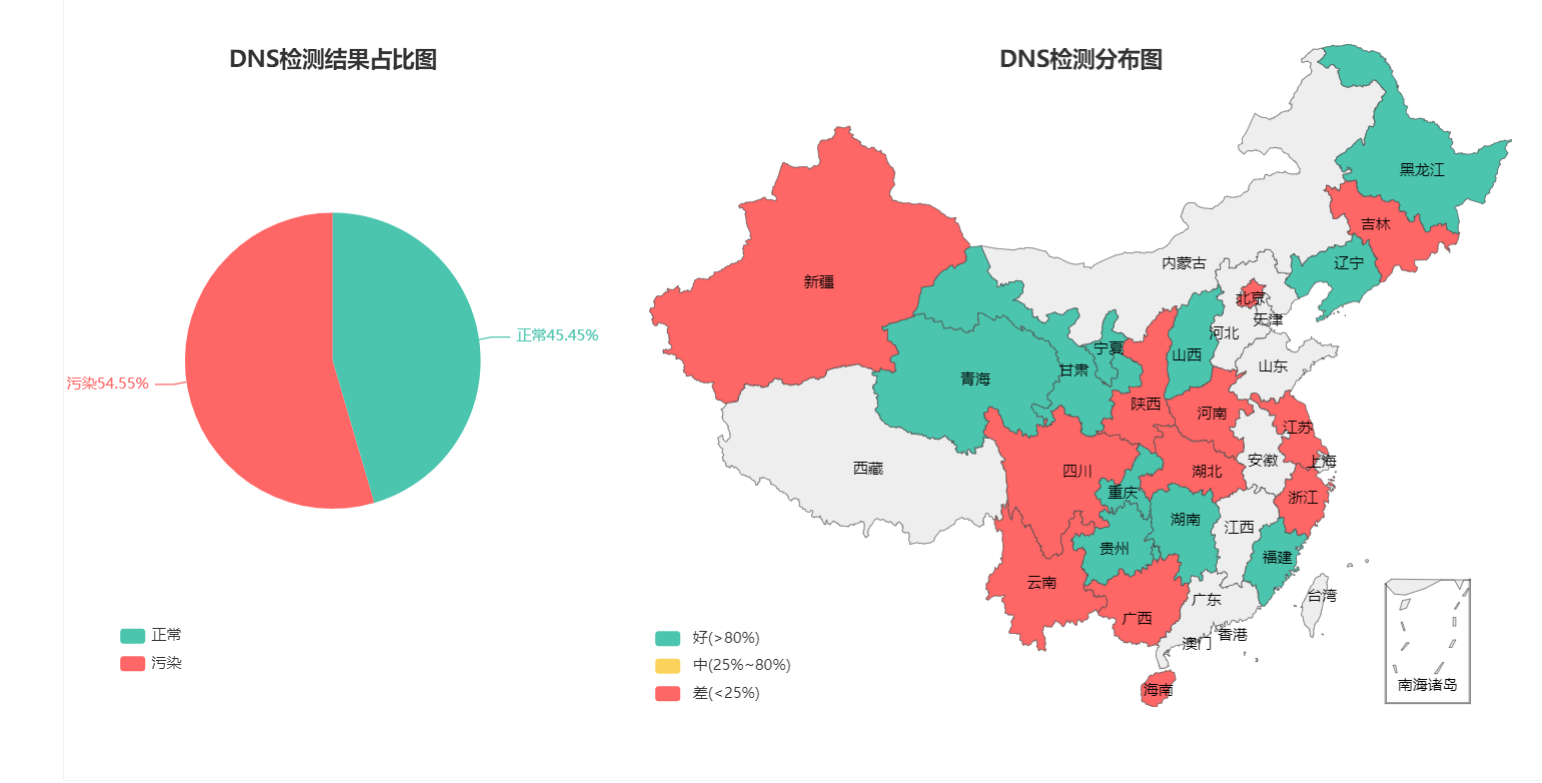 DNS检测结果占比图
正常45.45%
污染54.55%
正常
污染
DNS检测分布图
黑龙江
吉林
辽宁
内蒙古
新疆
北京
天津
河北
宁夏
山西
山东
甘肃
青海
陕西
河南
江苏
西藏
四川
湖北
安徽
上海
重庆
浙江
湖南
江西
贵州
福建
云南
广东
台湾
广西
香港
澳门
海南
南海诸岛
好(>80%)
中(25%~80%)
差(<25%)